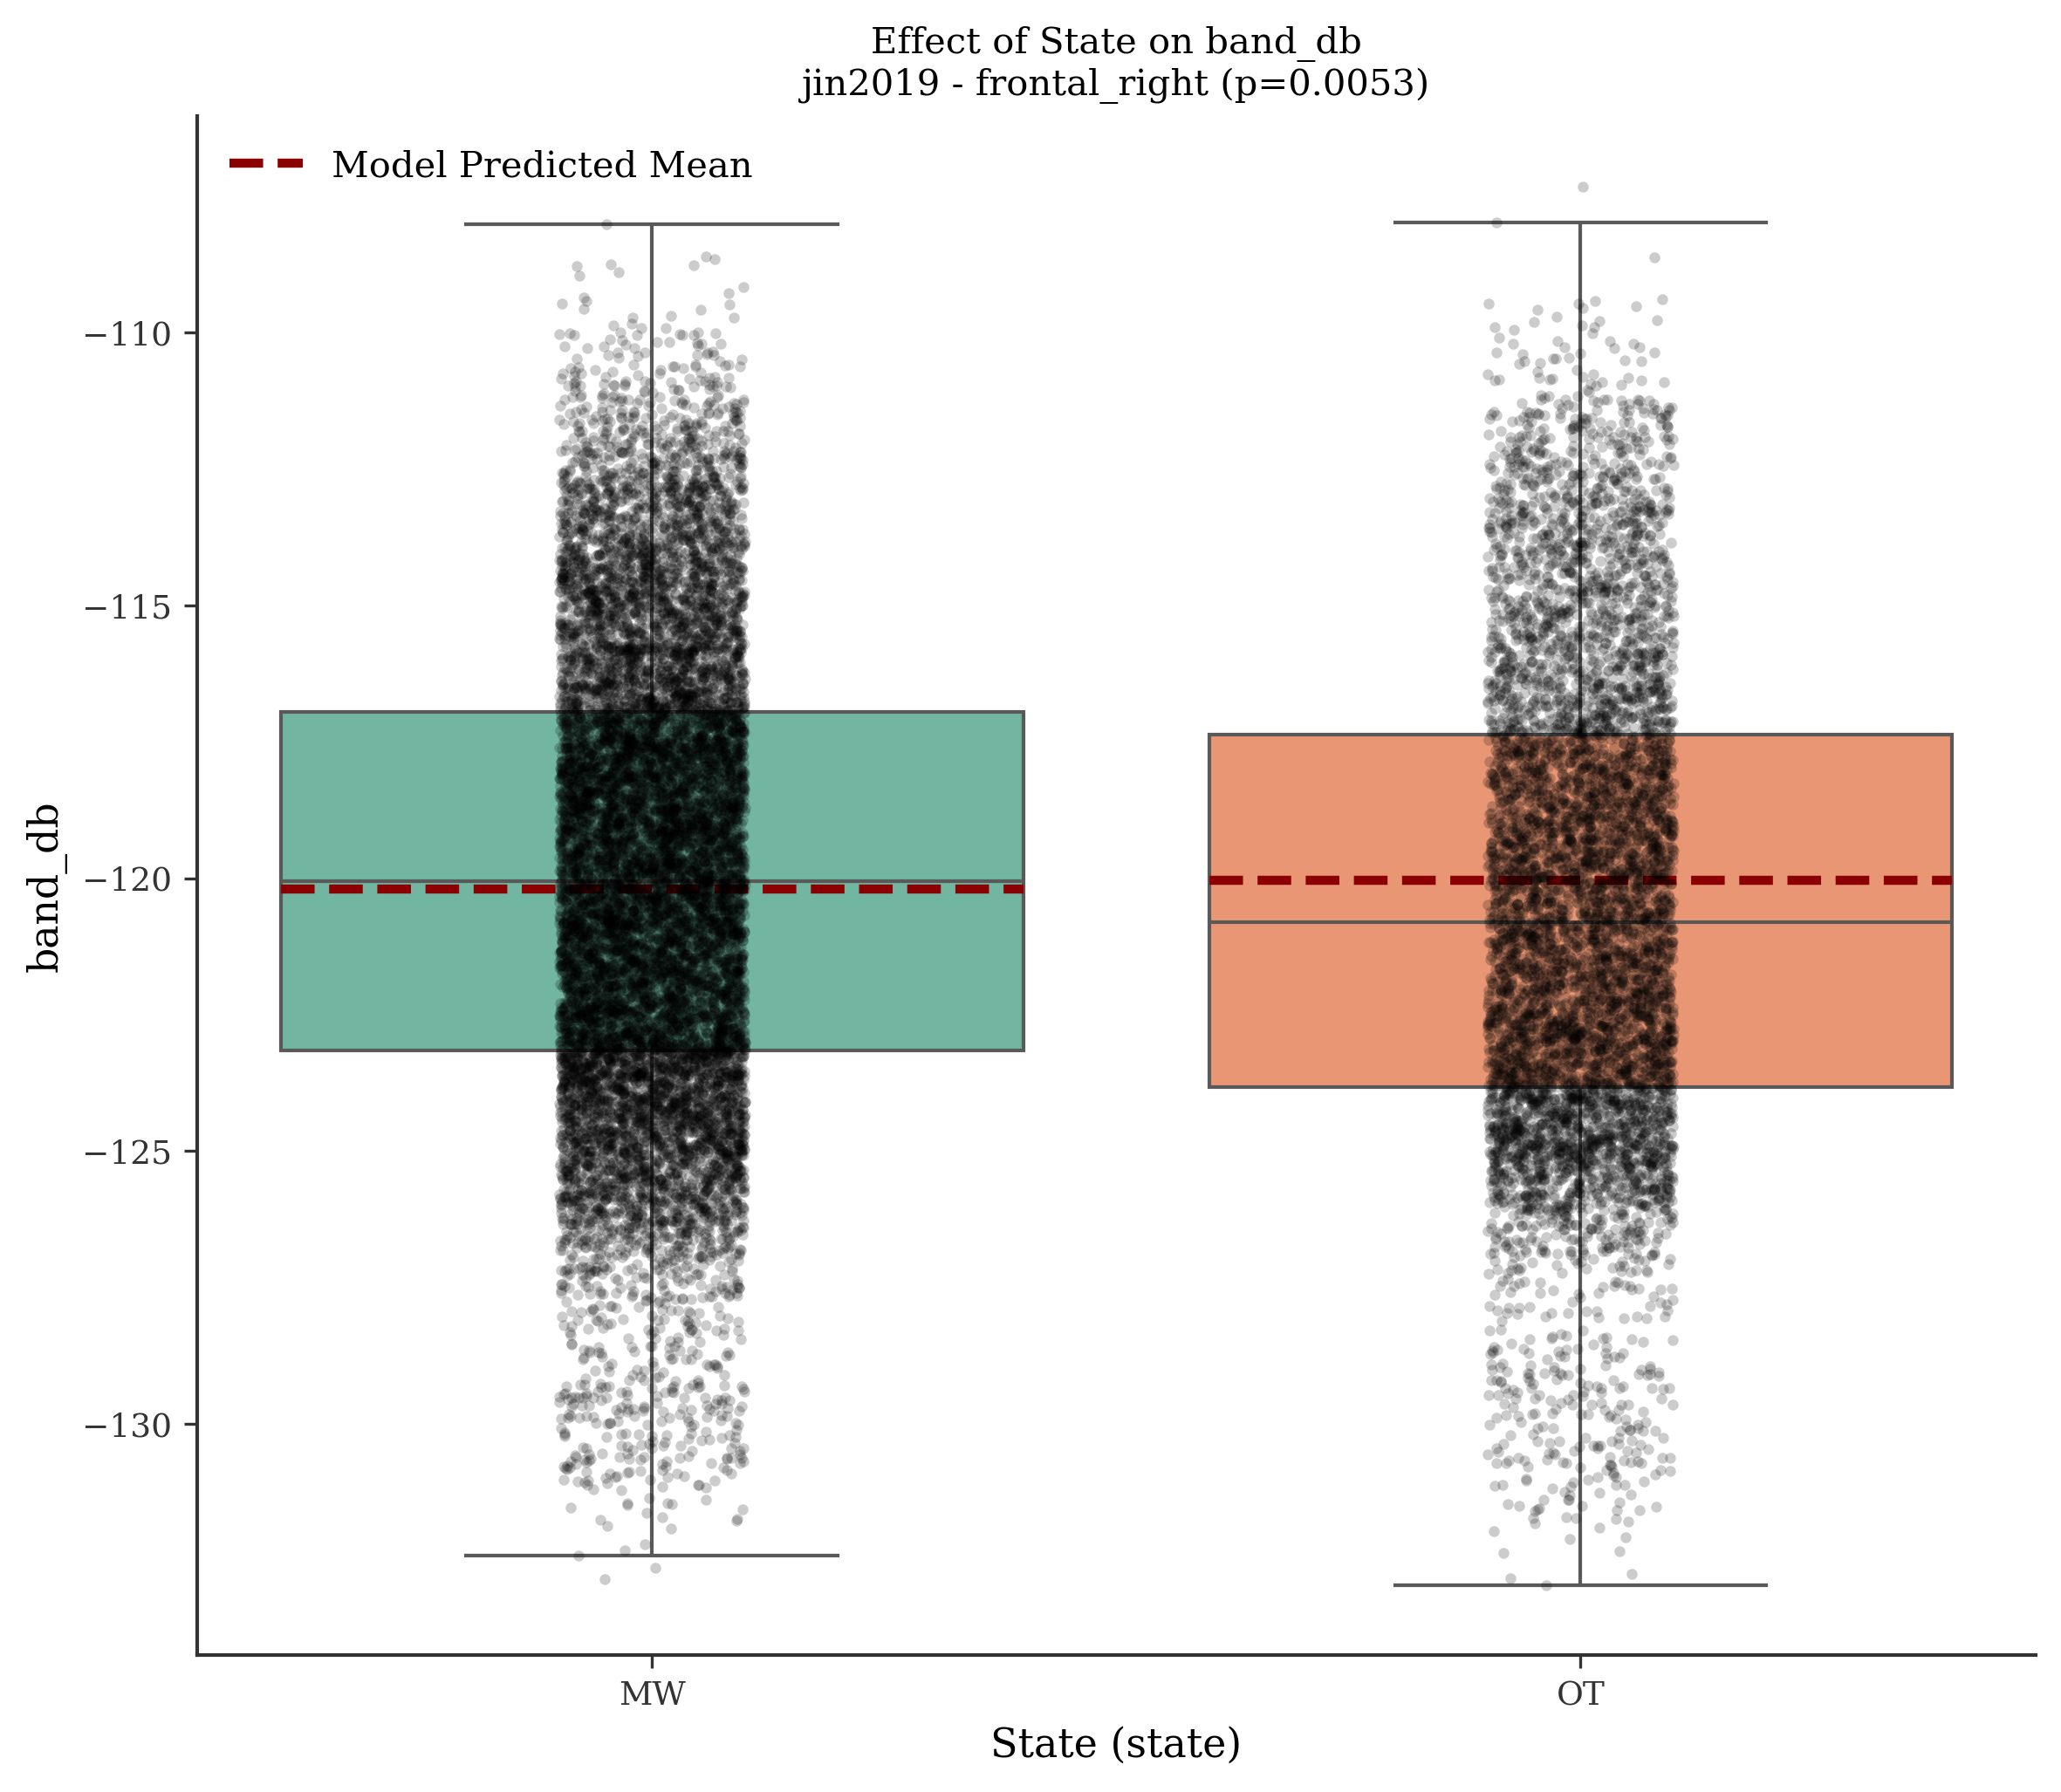 Effect of State on band_db
jin2019 - frontal_right (p=0.0053)
Model Predicted Mean
band_db
−110
−115
−120
−125
−130
MW
OT
State (state)